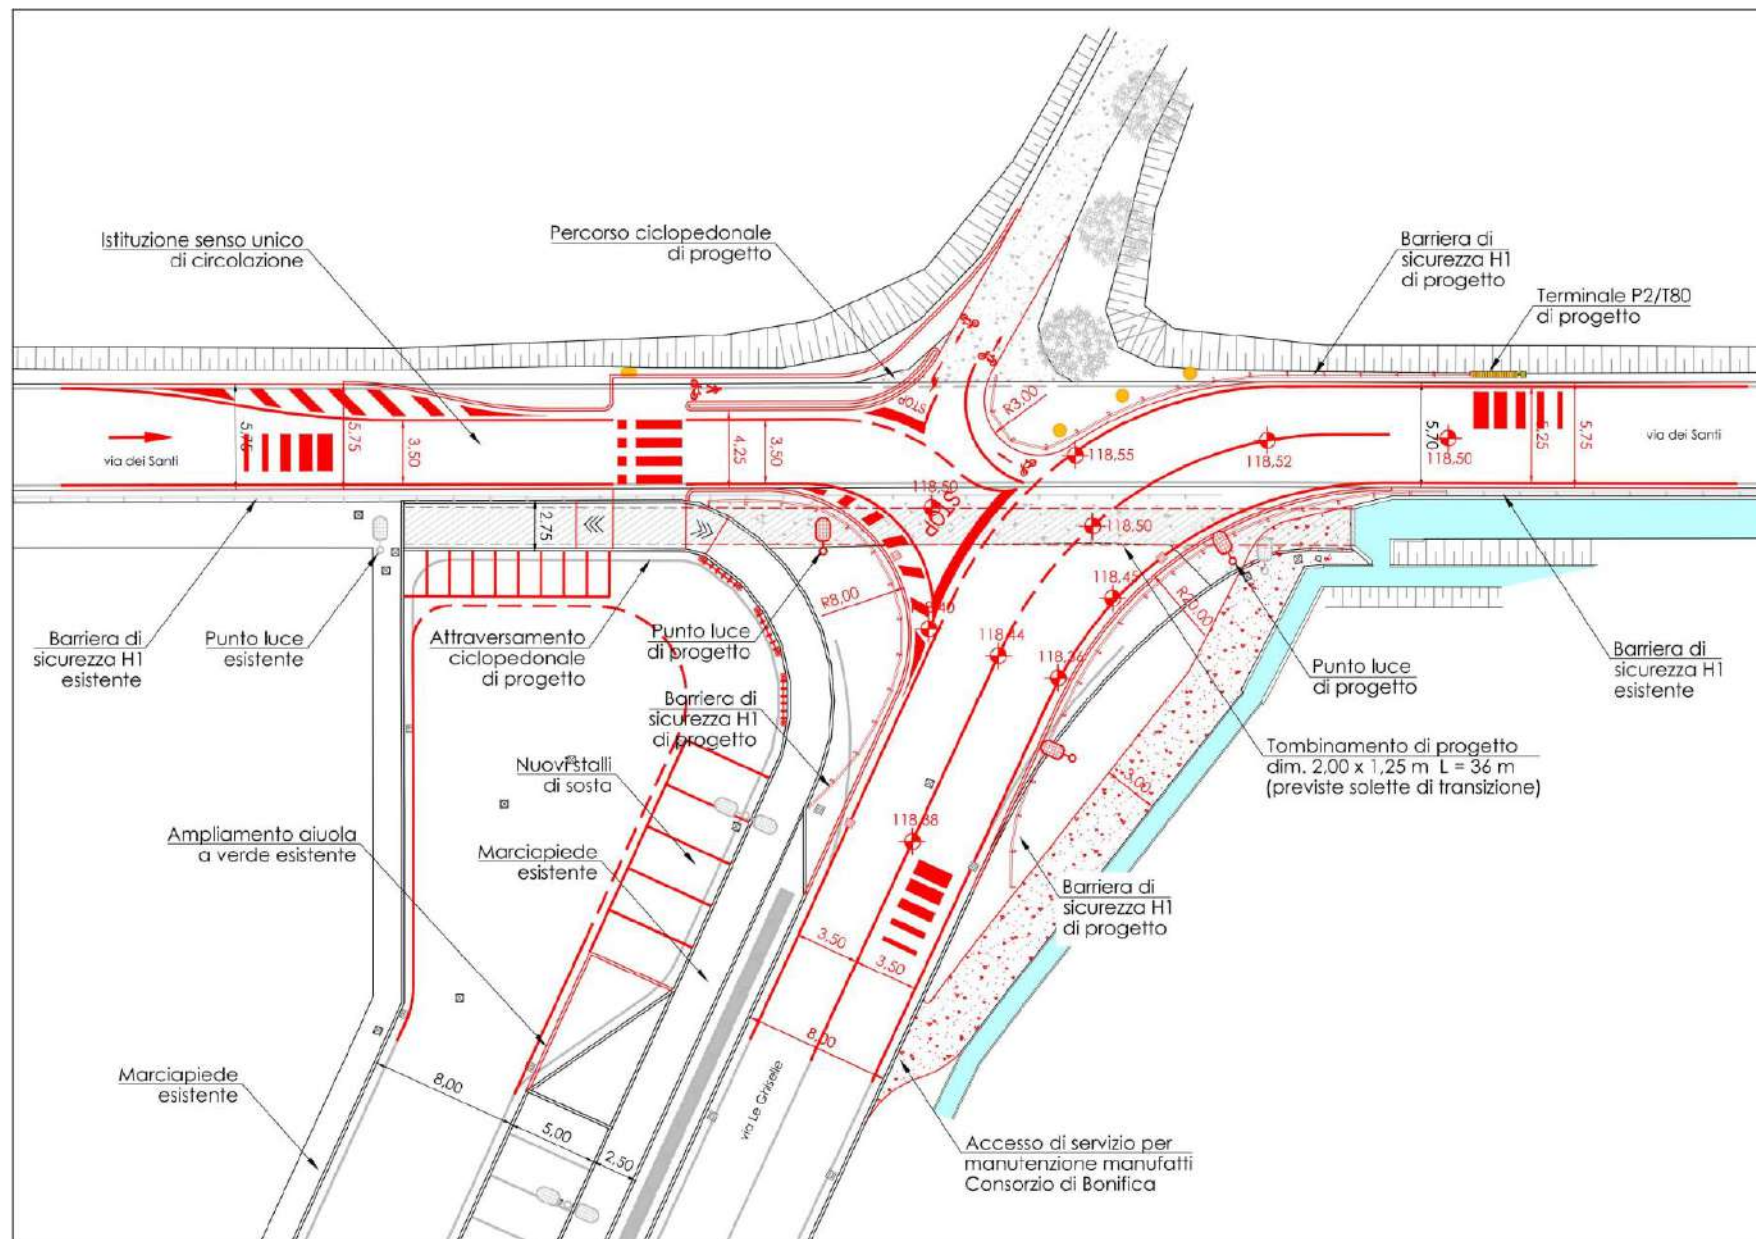 Istituzione senso unico
di circolazione
Percorso ciclopedonale
di progetto
Barriera di
sicurezza H1
di progetto
Terminale P2/T80
di progetto
via dei Santi
5,75
5,75
3,50
4,25
3,50
STOP
R3,00
118,55
118,52
5,70
118,50
5,25
5,75
via dei Santi
2,75
118,50
STOP
118,50
118,45
R8,00
R20,00
118,44
118,36
Barriera di
sicurezza H1
esistente
Punto luce
esistente
Attraversamento
ciclopedonale
di progetto
Punto luce
di progetto
Barriera di
sicurezza H1
di progetto
Punto luce
di progetto
Barriera di
sicurezza H1
esistente
Nuovi stalli
di sosta
Tombinamento di progetto
dim. 2,00 x 1,25 m L = 36 m
(previste solette di transizione)
3,00
Ampliamento aiuola
a verde esistente
Marciapiede
esistente
118,38
Barriera di
sicurezza H1
di progetto
3,50
3,50
8,00
Marciapiede
esistente
8,00
5,00
2,50
via Le Ghiselle
Accesso di servizio per
manutenzione manufatti
Consorzio di Bonifica